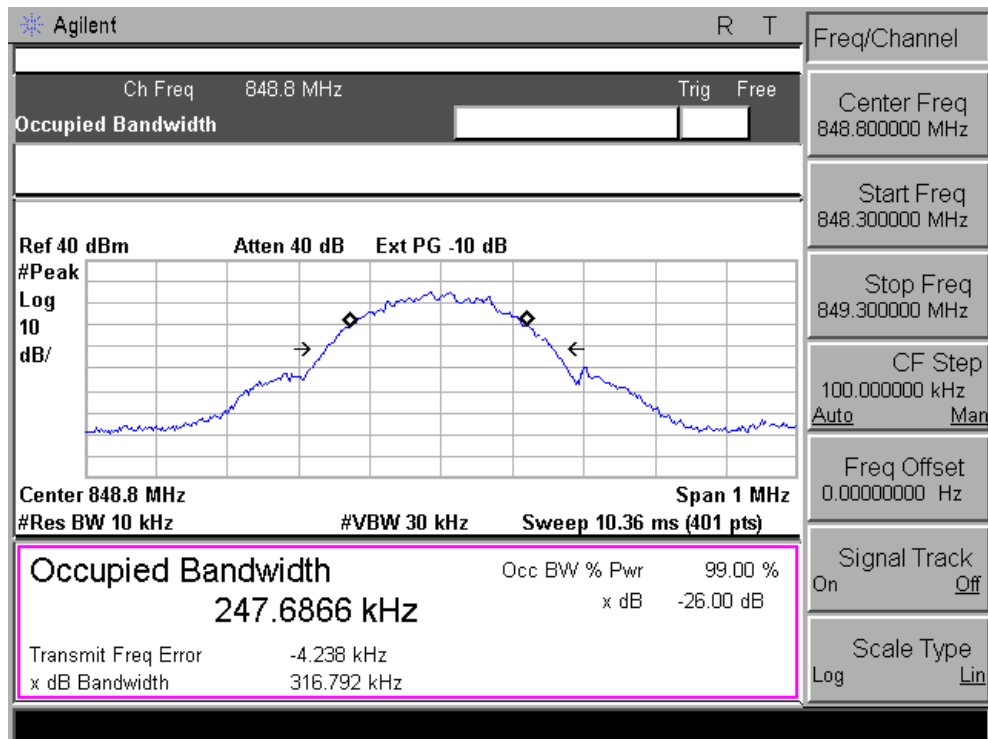 Agilent R T
Ch Freq 848.8 MHz Trig Free
Occupied Bandwidth
Ref 40 dBm Atten 40 dB Ext PG -10 dB
#Peak
Log
10
dB/
Center 848.8 MHz Span 1 MHz
#Res BW 10 kHz #VBW 30 kHz Sweep 10.36 ms (401 pts)
Occupied Bandwidth
247.6866 kHz
Occ BW % Pwr 99.00 %
x dB -26.00 dB
Transmit Freq Error -4.238 kHz
x dB Bandwidth 316.792 kHz
Freq/Channel
Center Freq
848.800000 MHz
Start Freq
848.300000 MHz
Stop Freq
849.300000 MHz
CF Step
100.000000 kHz
Auto Man
Freq Offset
0.00000000 Hz
Signal Track
On Off
Scale Type
Log Lin